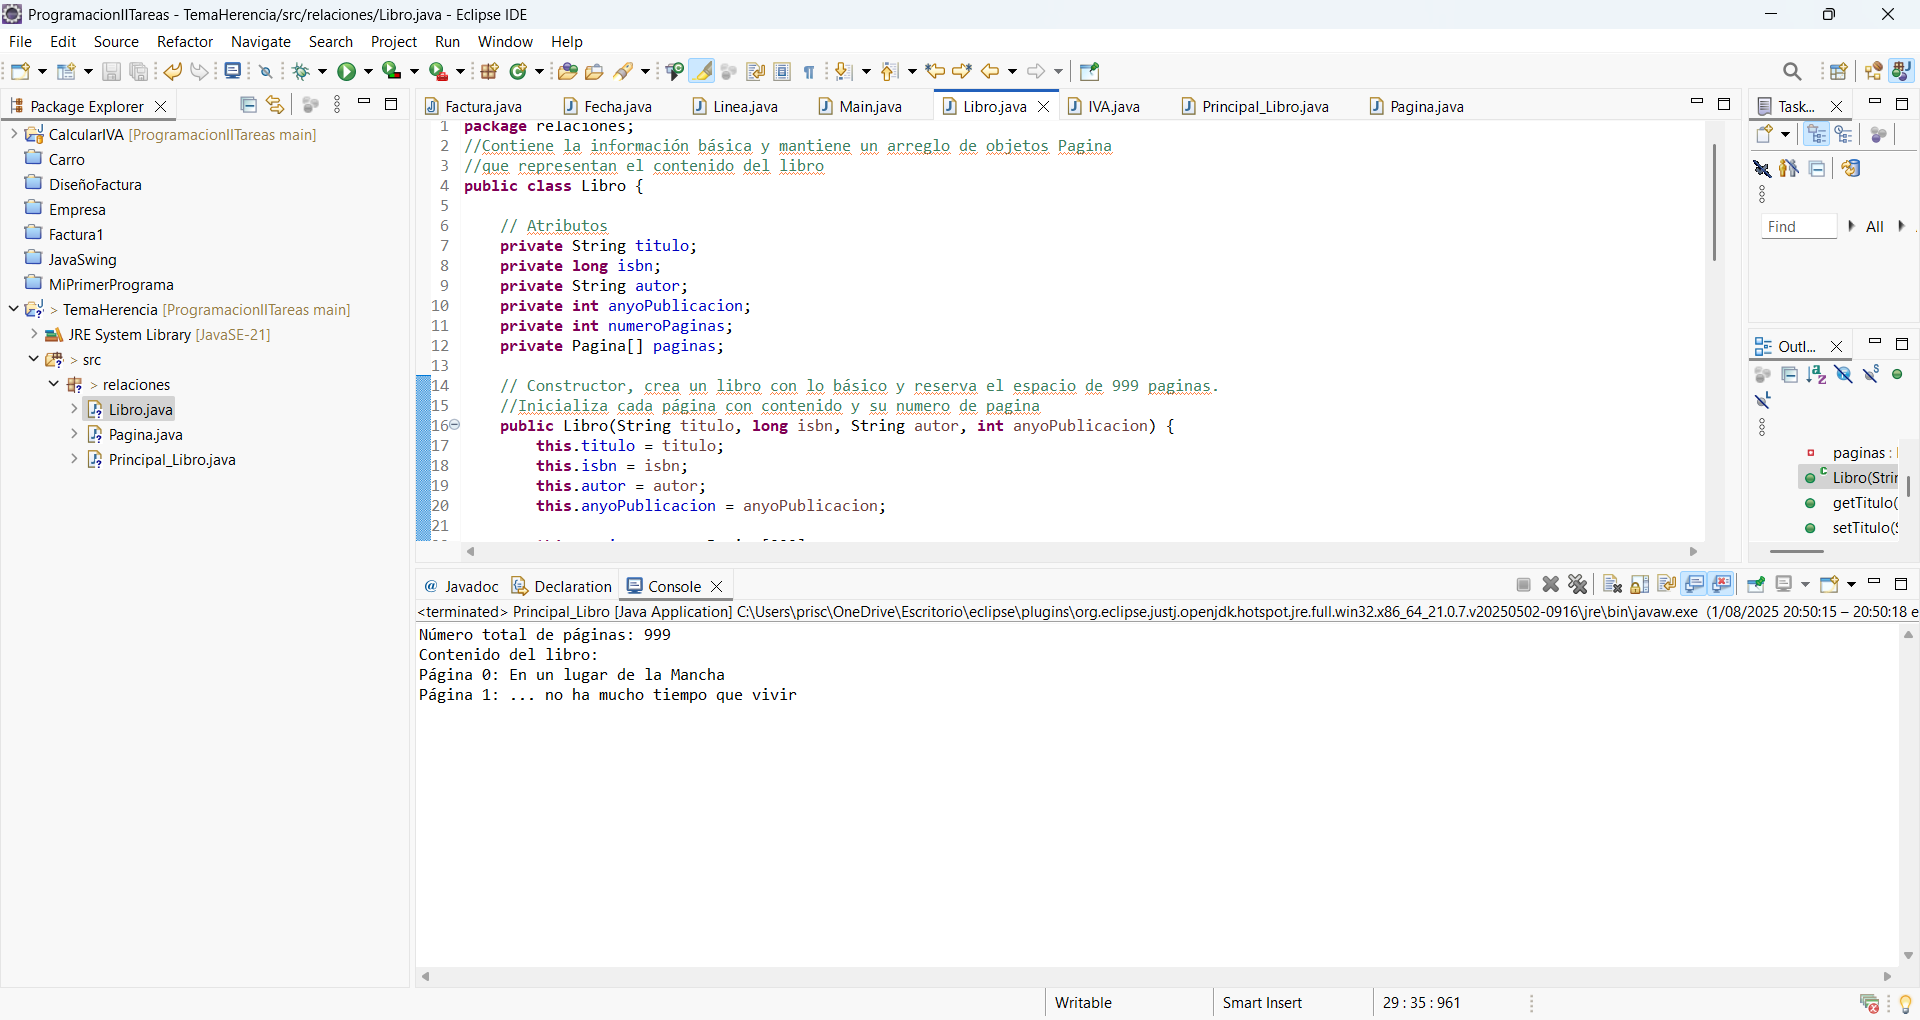 ProgramacionIITareas - TemaHerencia/src/relaciones/Libro.java - Eclipse IDE
File Edit Source Refactor Navigate Search Project Run Window Help
Package Explorer
CalcularIVA [ProgramacionIITareas main]
Carro
DiseñoFactura
Empresa
Factura1
JavaSwing
MiPrimerPrograma
> TemaHerencia [ProgramacionIITareas main]
JRE System Library [JavaSE-21]
> src
> relaciones
Libro.java
Pagina.java
Principal_Libro.java
Factura.java Fecha.java Linea.java Main.java Libro.java IVA.java Principal_Libro.java Pagina.java
1 package relaciones;
2 //Contiene la información básica y mantiene un arreglo de objetos Pagina
3 //que representan el contenido del libro
4 public class Libro {
5
6 // Atributos
7 private String titulo;
8 private long isbn;
9 private String autor;
10 private int anyoPublicacion;
11 private int numeroPaginas;
12 private Pagina[] paginas;
13
14 // Constructor, crea un libro con lo básico y reserva el espacio de 999 paginas.
15 //Inicializa cada página con contenido y su numero de pagina
16 public Libro(String titulo, long isbn, String autor, int anyoPublicacion) {
17 this.titulo = titulo;
18 this.isbn = isbn;
19 this.autor = autor;
20 this.anyoPublicacion = anyoPublicacion;
21
Task...
Find All
Outl...
paginas :
Libro(Strin
getTitulo(
setTitulo(S
@ Javadoc Declaration Console
<terminated> Principal_Libro [Java Application] C:\Users\prisc\OneDrive\Escritorio\eclipse\plugins\org.eclipse.justj.openjdk.hotspot.jre.full.win32.x86_64_21.0.7.v20250502-0916\jre\bin\javaw.exe (1/08/2025 20:50:15 – 20:50:18 e
Número total de páginas: 999
Contenido del libro:
Página 0: En un lugar de la Mancha
Página 1: ... no ha mucho tiempo que vivir
Writable Smart Insert 29 : 35 : 961